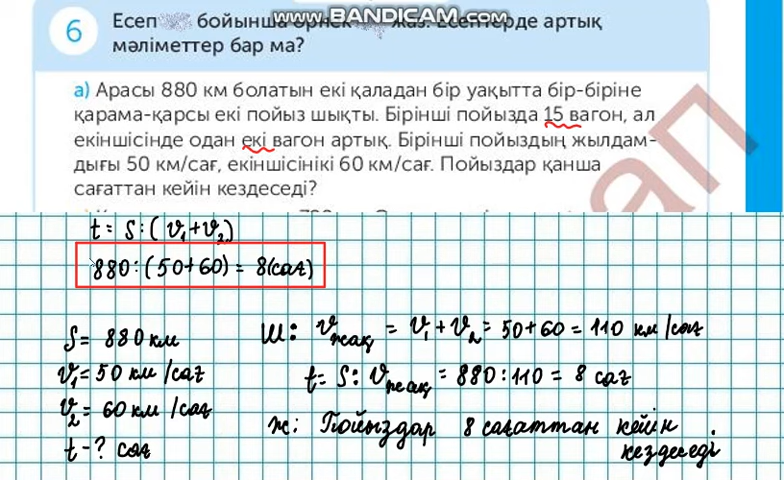 WWW.BANDICAM.COM
6 Есеп бойынша өрнек жаз. Есептерде артық
мәліметтер бар ма?
а) Арасы 880 км болатын екі қаладан бір уақытта бір-біріне
қарама-қарсы екі пойыз шықты. Бірінші пойызда 15 вагон, ал
екіншісінде одан екі вагон артық. Бірінші пойыздың жылдам-
дығы 50 км/сағ, екіншісінікі 60 км/сағ. Пойыздар қанша
сағаттан кейін кездеседі?
t = S : (v₁+v₂)
880 : (50+60) = 8(сағ)
S = 880 км
v₁ = 50 км/сағ
v₂ = 60 км/сағ
t - ? сағ
Ш: vжақ = v₁ + v₂ = 50 + 60 = 110 км/сағ
t = S : vжақ = 880 : 110 = 8 сағ
Ж: Пойыздар 8 сағаттан кейін
кездеседі